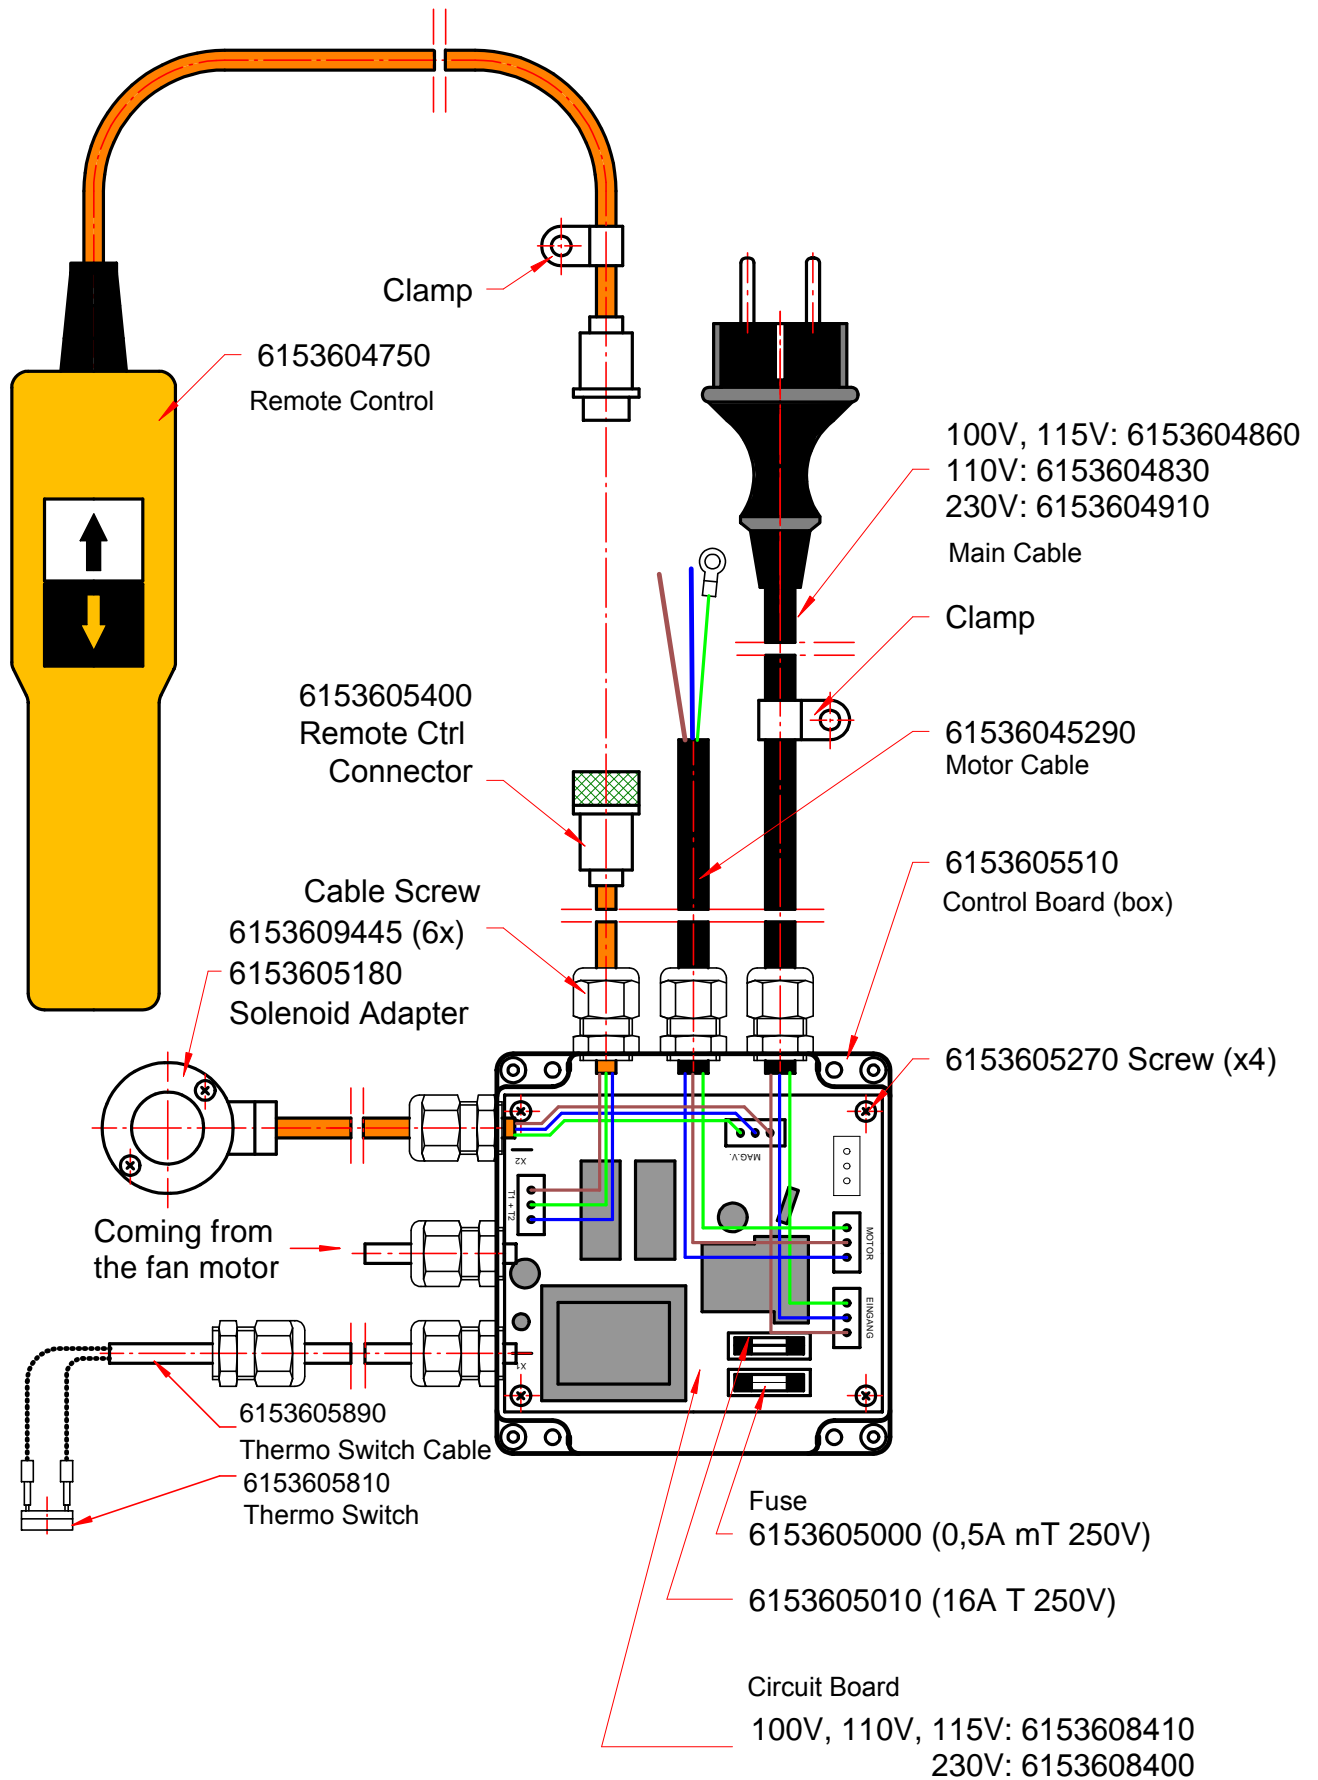 Clamp
6153604750
Remote Control
100V, 115V: 6153604860
110V: 6153604830
230V: 6153604910
Main Cable
Clamp
6153605400
Remote Ctrl
Connector
61536045290
Motor Cable
6153605510
Control Board (box)
Cable Screw
6153609445 (6x)
6153605180
Solenoid Adapter
6153605270 Screw (x4)
MAG.V.
X2
T1 + T2
MOTOR
EINGANG
X1
Coming from
the fan motor
6153605890
Thermo Switch Cable
6153605810
Thermo Switch
Fuse
6153605000 (0,5A mT 250V)
6153605010 (16A T 250V)
Circuit Board
100V, 110V, 115V: 6153608410
230V: 6153608400